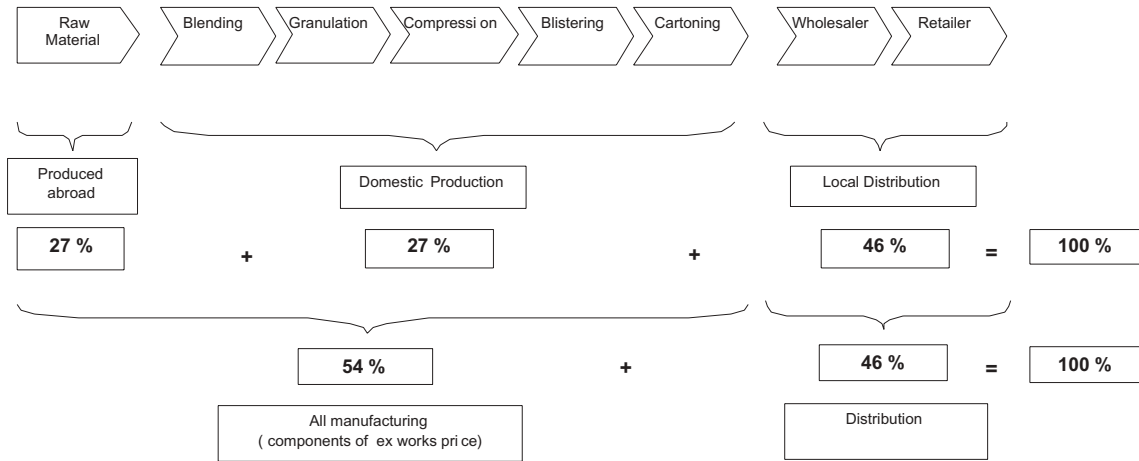 Raw
Material
Blending
Granulation
Compressi on
Blistering
Cartoning
Wholesaler
Retailer
Produced
abroad
Domestic Production
Local Distribution
27 %
+
27 %
+
46 %
=
100 %
54 %
+
46 %
=
100 %
All manufacturing
( components of ex works pri ce)
Distribution